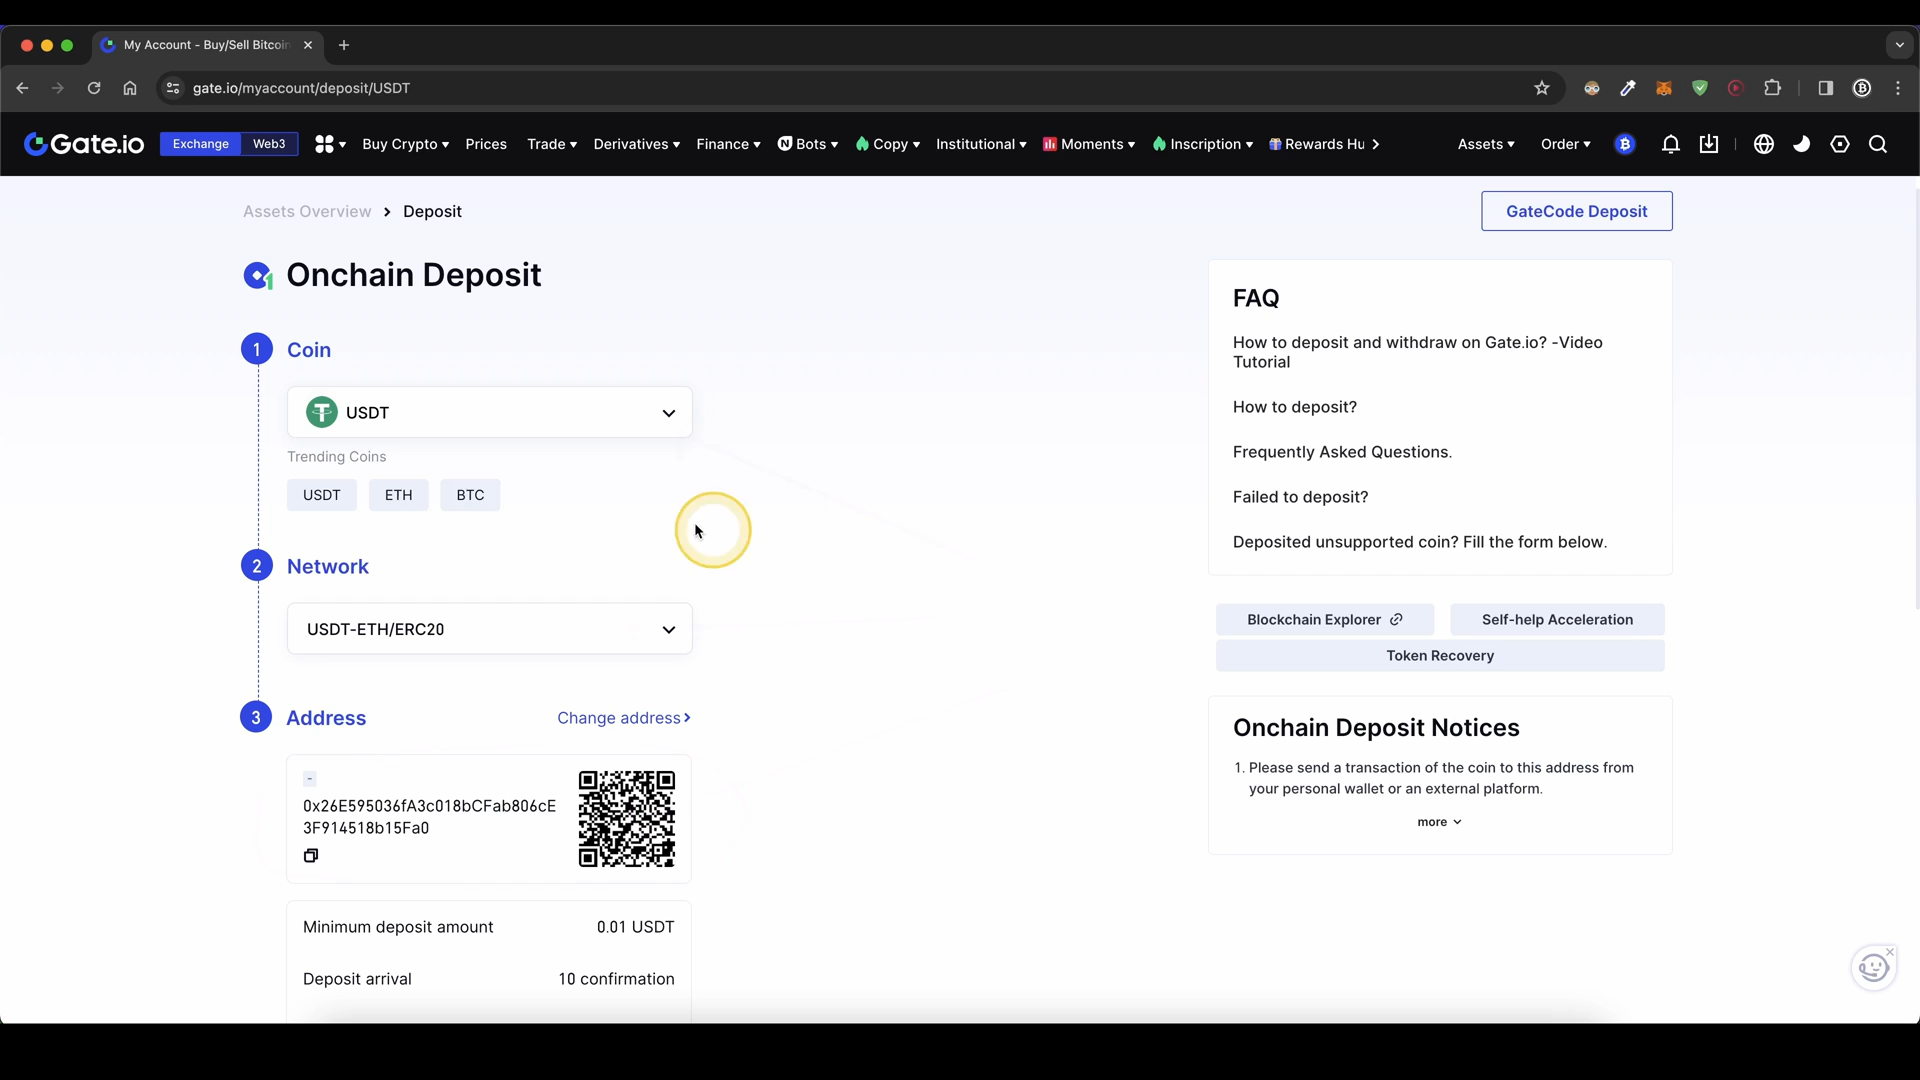 My Account - Buy/Sell Bitcoin
gate.io/myaccount/deposit/USDT
Gate.io Exchange Web3 Buy Crypto Prices Trade Derivatives Finance Bots Copy Institutional Moments Inscription Rewards Hu Assets Order
Assets Overview > Deposit
GateCode Deposit
Onchain Deposit
1 Coin
USDT
Trending Coins
USDT ETH BTC
2 Network
USDT-ETH/ERC20
3 Address Change address >
-
0x26E595036fA3c018bCFab806cE
3F914518b15Fa0
Minimum deposit amount 0.01 USDT
Deposit arrival 10 confirmation
FAQ
How to deposit and withdraw on Gate.io? -Video
Tutorial
How to deposit?
Frequently Asked Questions.
Failed to deposit?
Deposited unsupported coin? Fill the form below.
Blockchain Explorer Self-help Acceleration
Token Recovery
Onchain Deposit Notices
1. Please send a transaction of the coin to this address from
your personal wallet or an external platform.
more